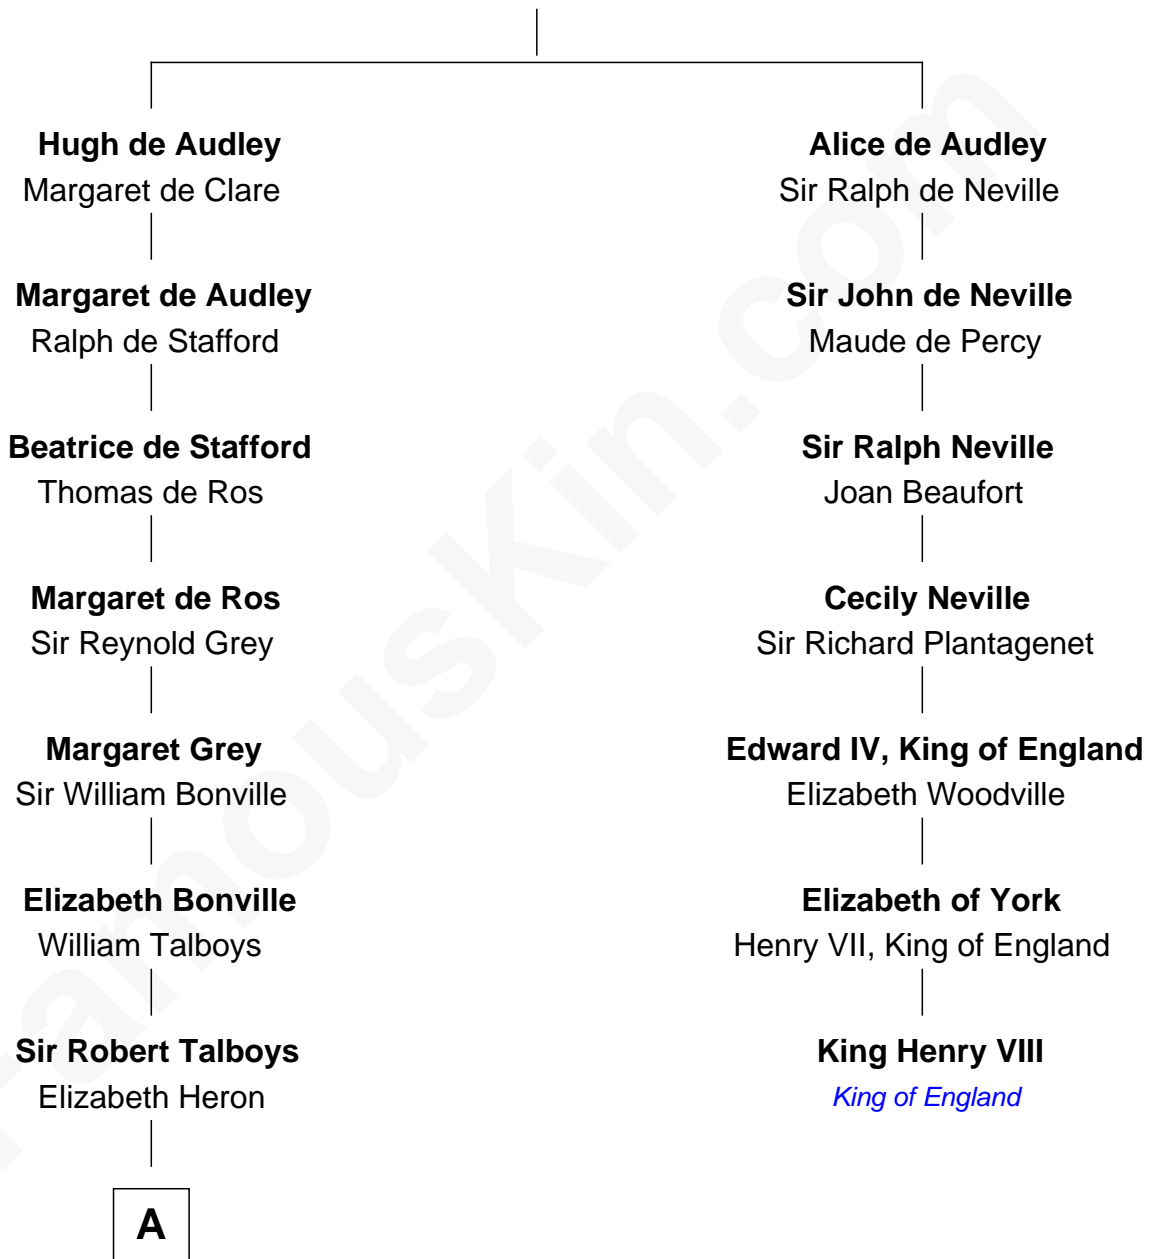 Hugh de Audley
Margaret de Clare
Margaret de Audley
Ralph de Stafford
Beatrice de Stafford
Thomas de Ros
Margaret de Ros
Sir Reynold Grey
Margaret Grey
Sir William Bonville
Elizabeth Bonville
William Talboys
Sir Robert Talboys
Elizabeth Heron
A
Alice de Audley
Sir Ralph de Neville
Sir John de Neville
Maude de Percy
Sir Ralph Neville
Joan Beaufort
Cecily Neville
Sir Richard Plantagenet
Edward IV, King of England
Elizabeth Woodville
Elizabeth of York
Henry VII, King of England
King Henry VIII
King of England
FamousKin.com